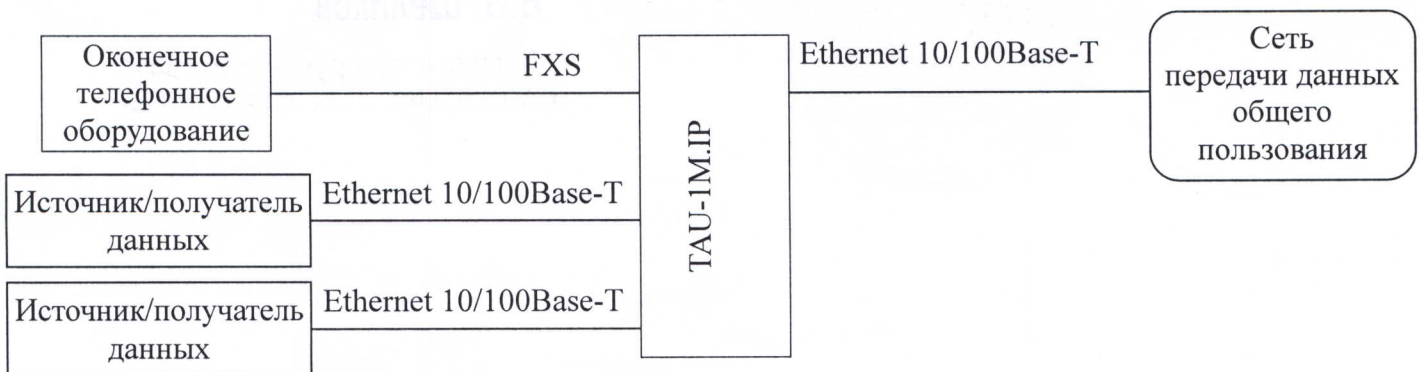 Оконечное
телефонное
оборудование
FXS
Источник/получатель
данных
Ethernet 10/100Base-T
Источник/получатель
данных
Ethernet 10/100Base-T
TAU-1M.IP
Ethernet 10/100Base-T
Сеть
передачи данных
общего
пользования